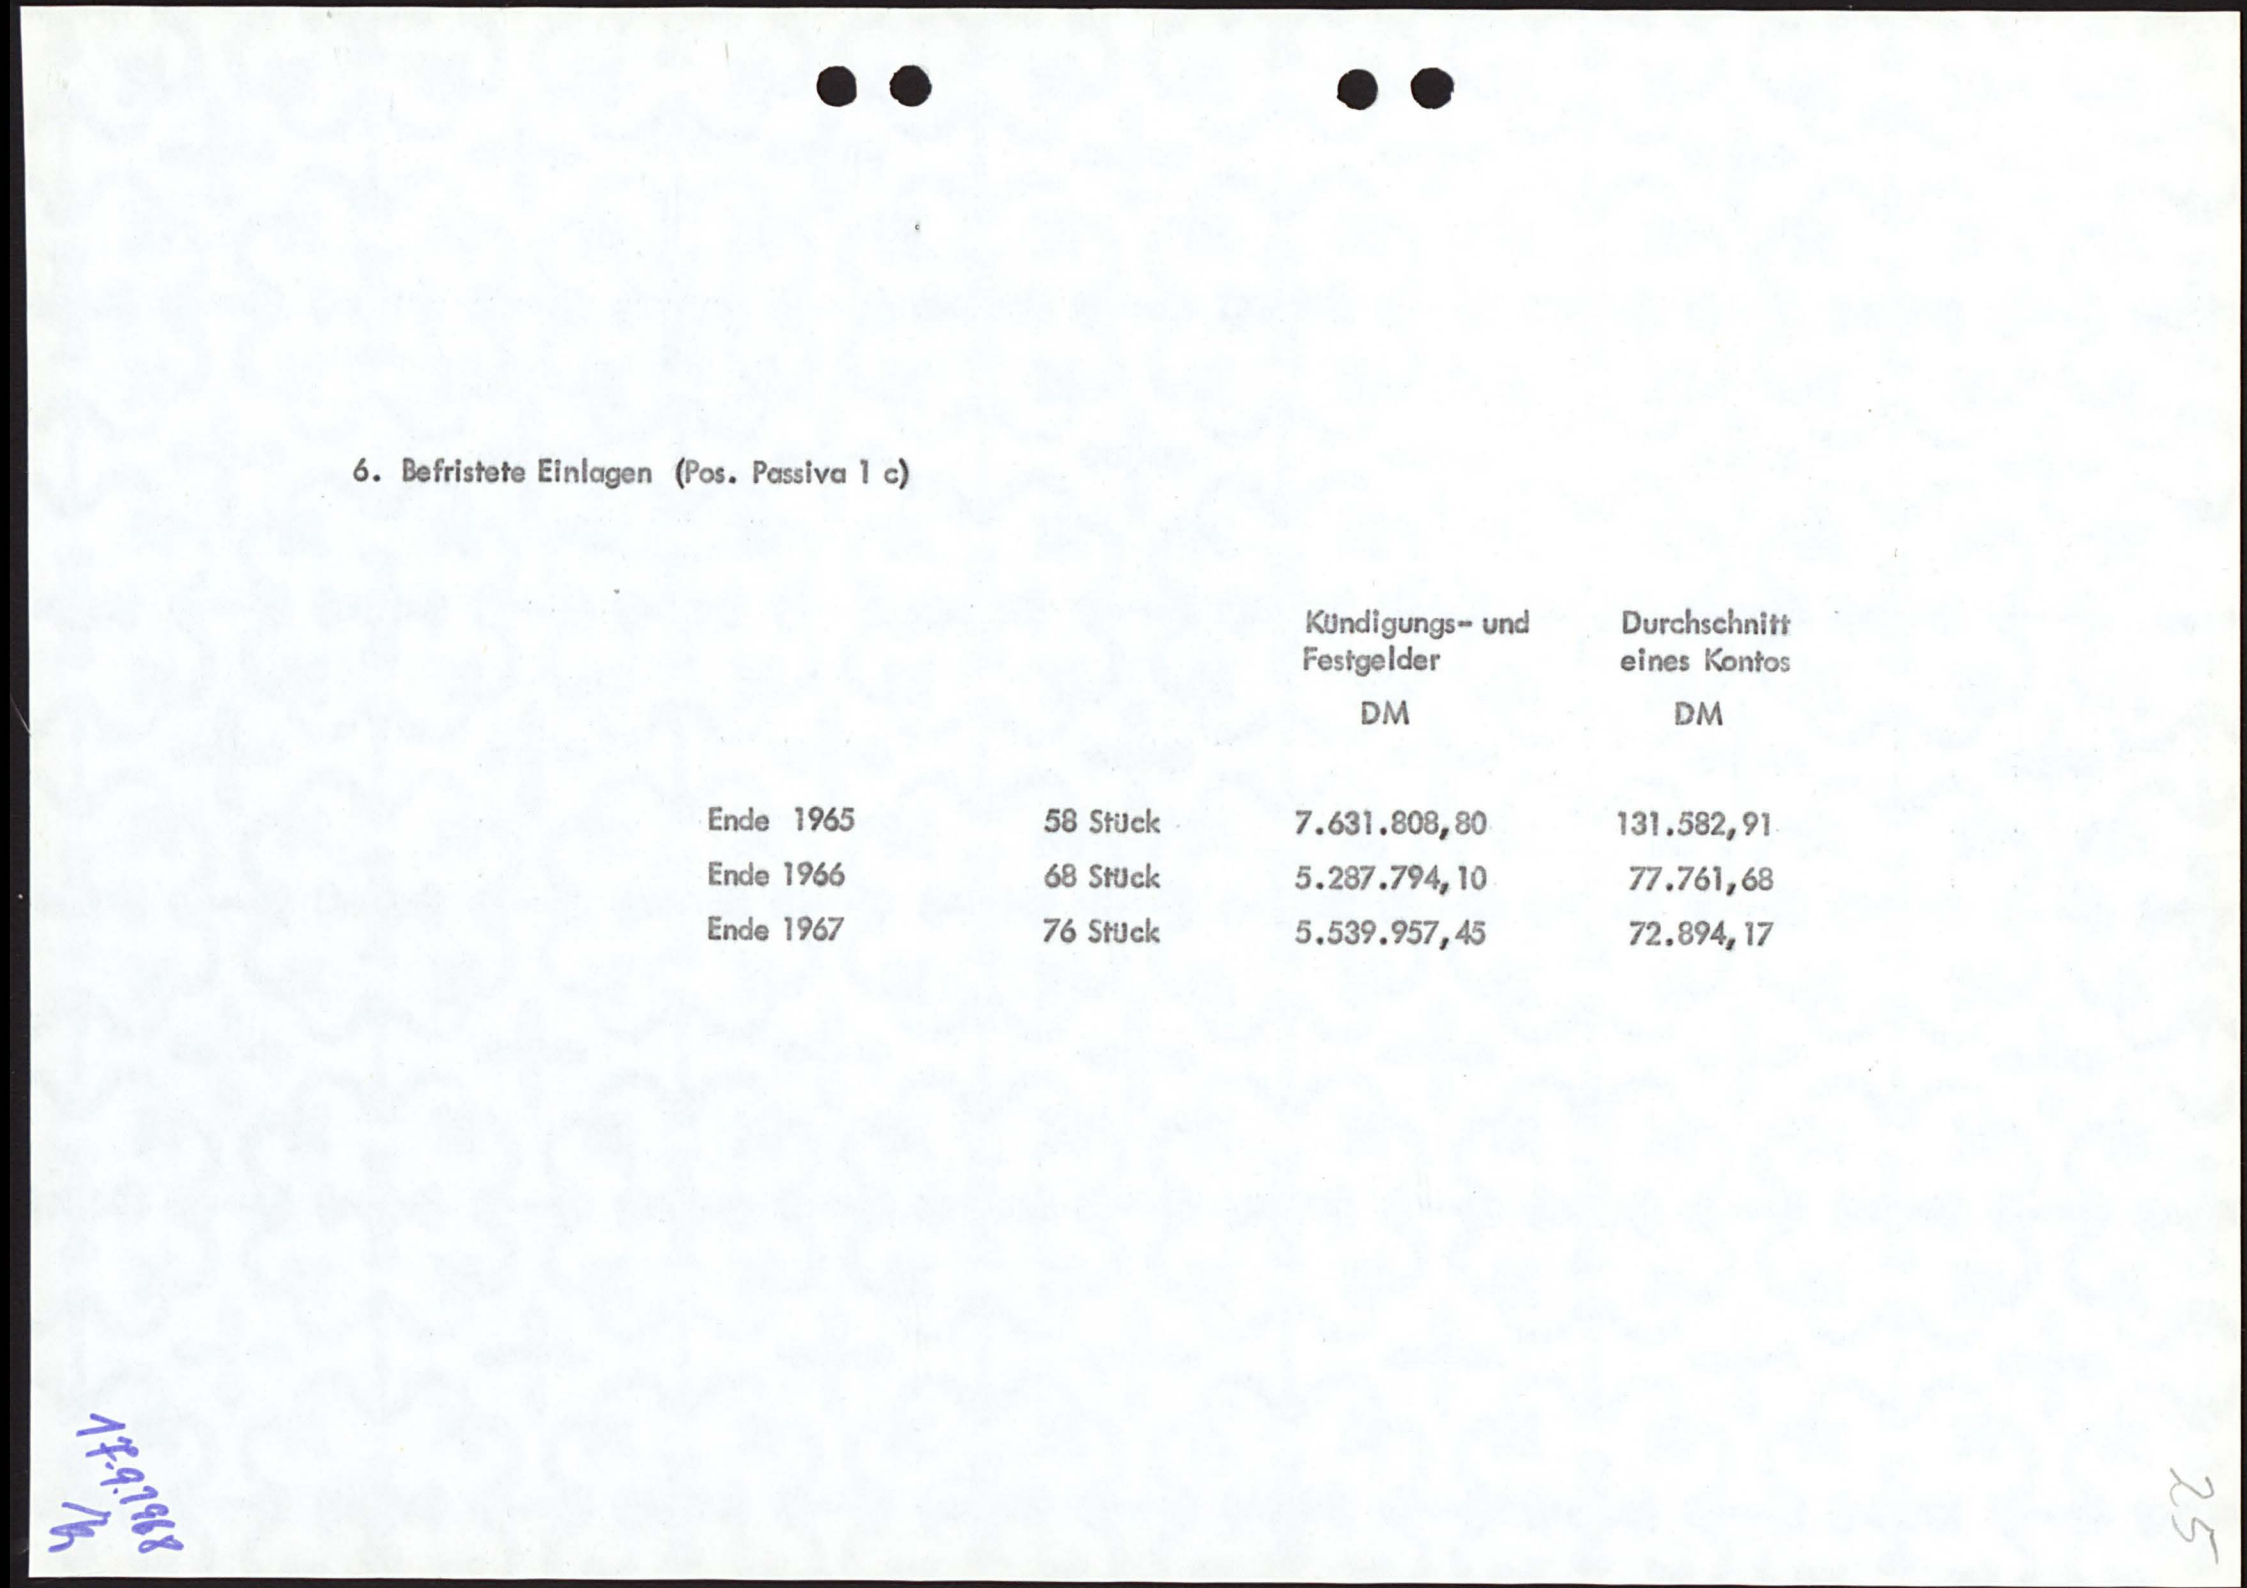 6. Befristete Einlagen (Pos. Passiva 1 c)
Kündigungs- und Festgelder DM
Durchschnitt eines Kontos DM
Ende 1965 58 Stück 7.631.808,80 131.582,91
Ende 1966 68 Stück 5.287.794,10 77.761,68
Ende 1967 76 Stück 5.539.957,45 72.894,17
17.9.1968
25